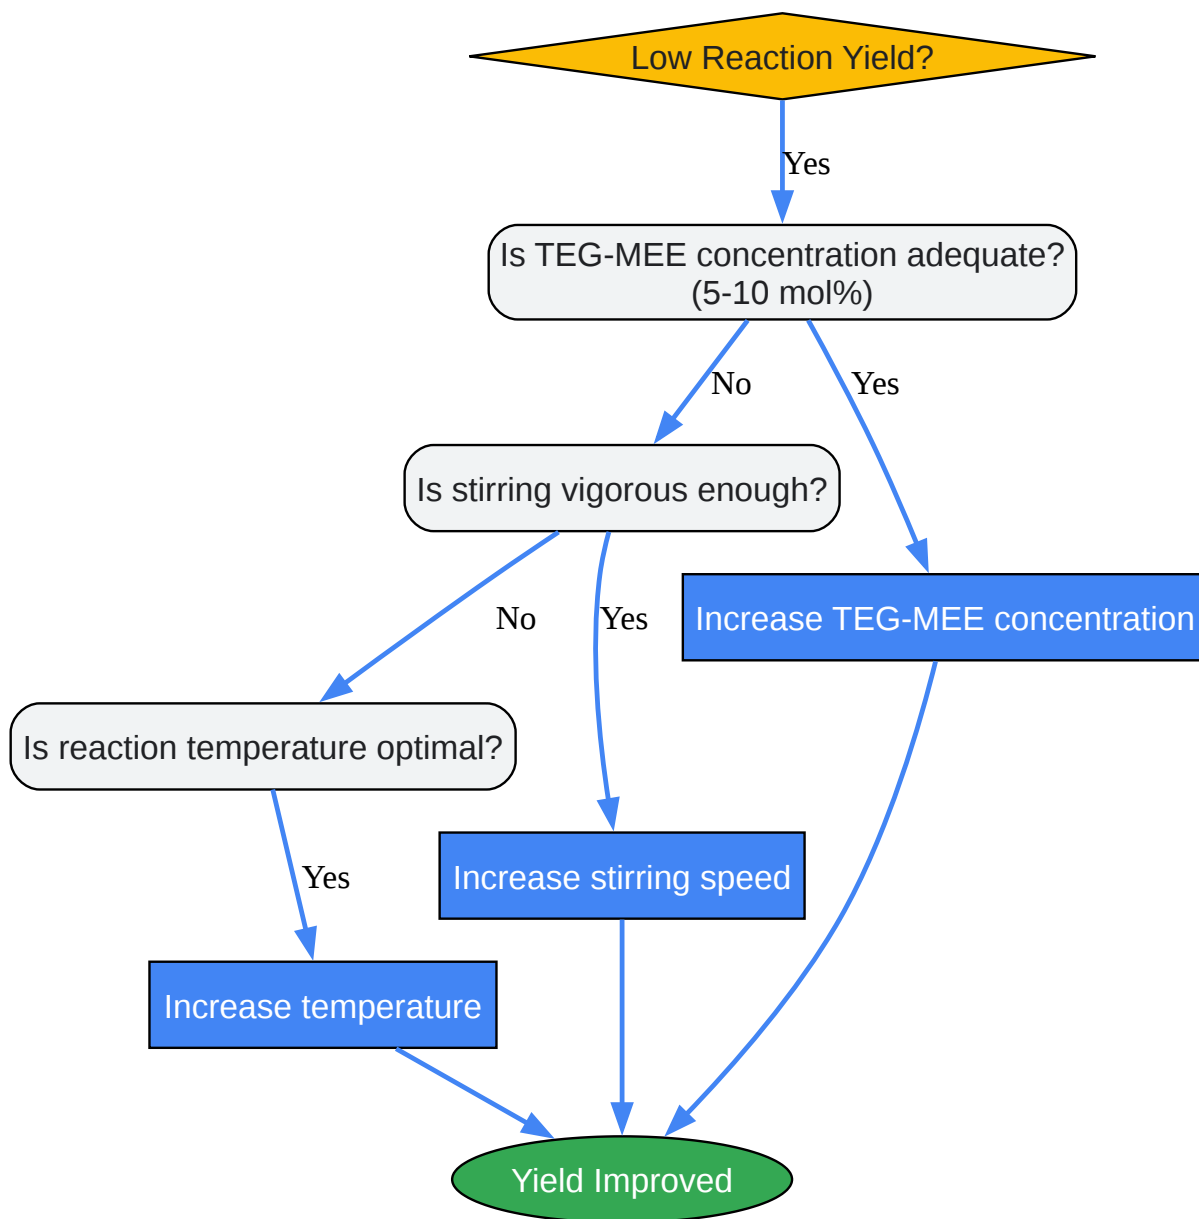 Low Reaction Yield?
Yes
Is TEG-MEE concentration adequate?
(5-10 mol%)
No
Yes
Is stirring vigorous enough?
No
Yes
Increase TEG-MEE concentration
Is reaction temperature optimal?
Yes
Increase stirring speed
Increase temperature
Yield Improved